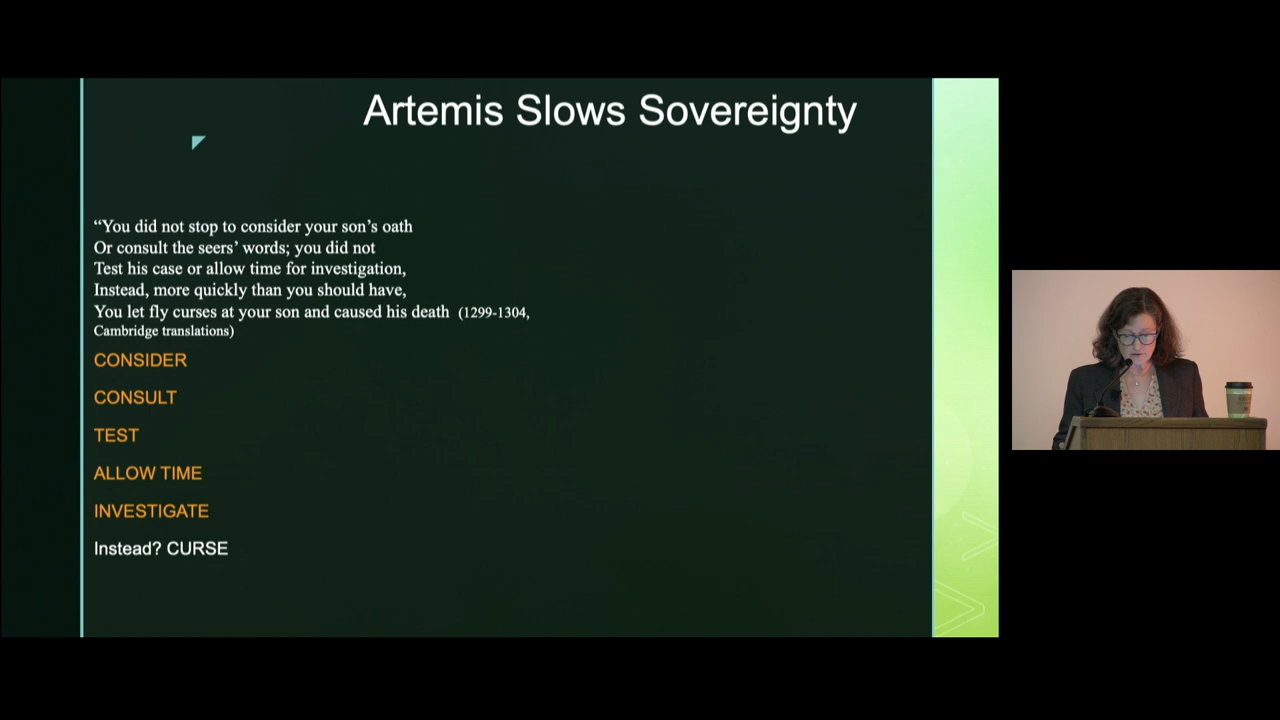 Artemis Slows Sovereignty
“You did not stop to consider your son’s oath
Or consult the seers’ words; you did not
Test his case or allow time for investigation,
Instead, more quickly than you should have,
You let fly curses at your son and caused his death (1299-1304,
Cambridge translations)
CONSIDER
CONSULT
TEST
ALLOW TIME
INVESTIGATE
Instead? CURSE